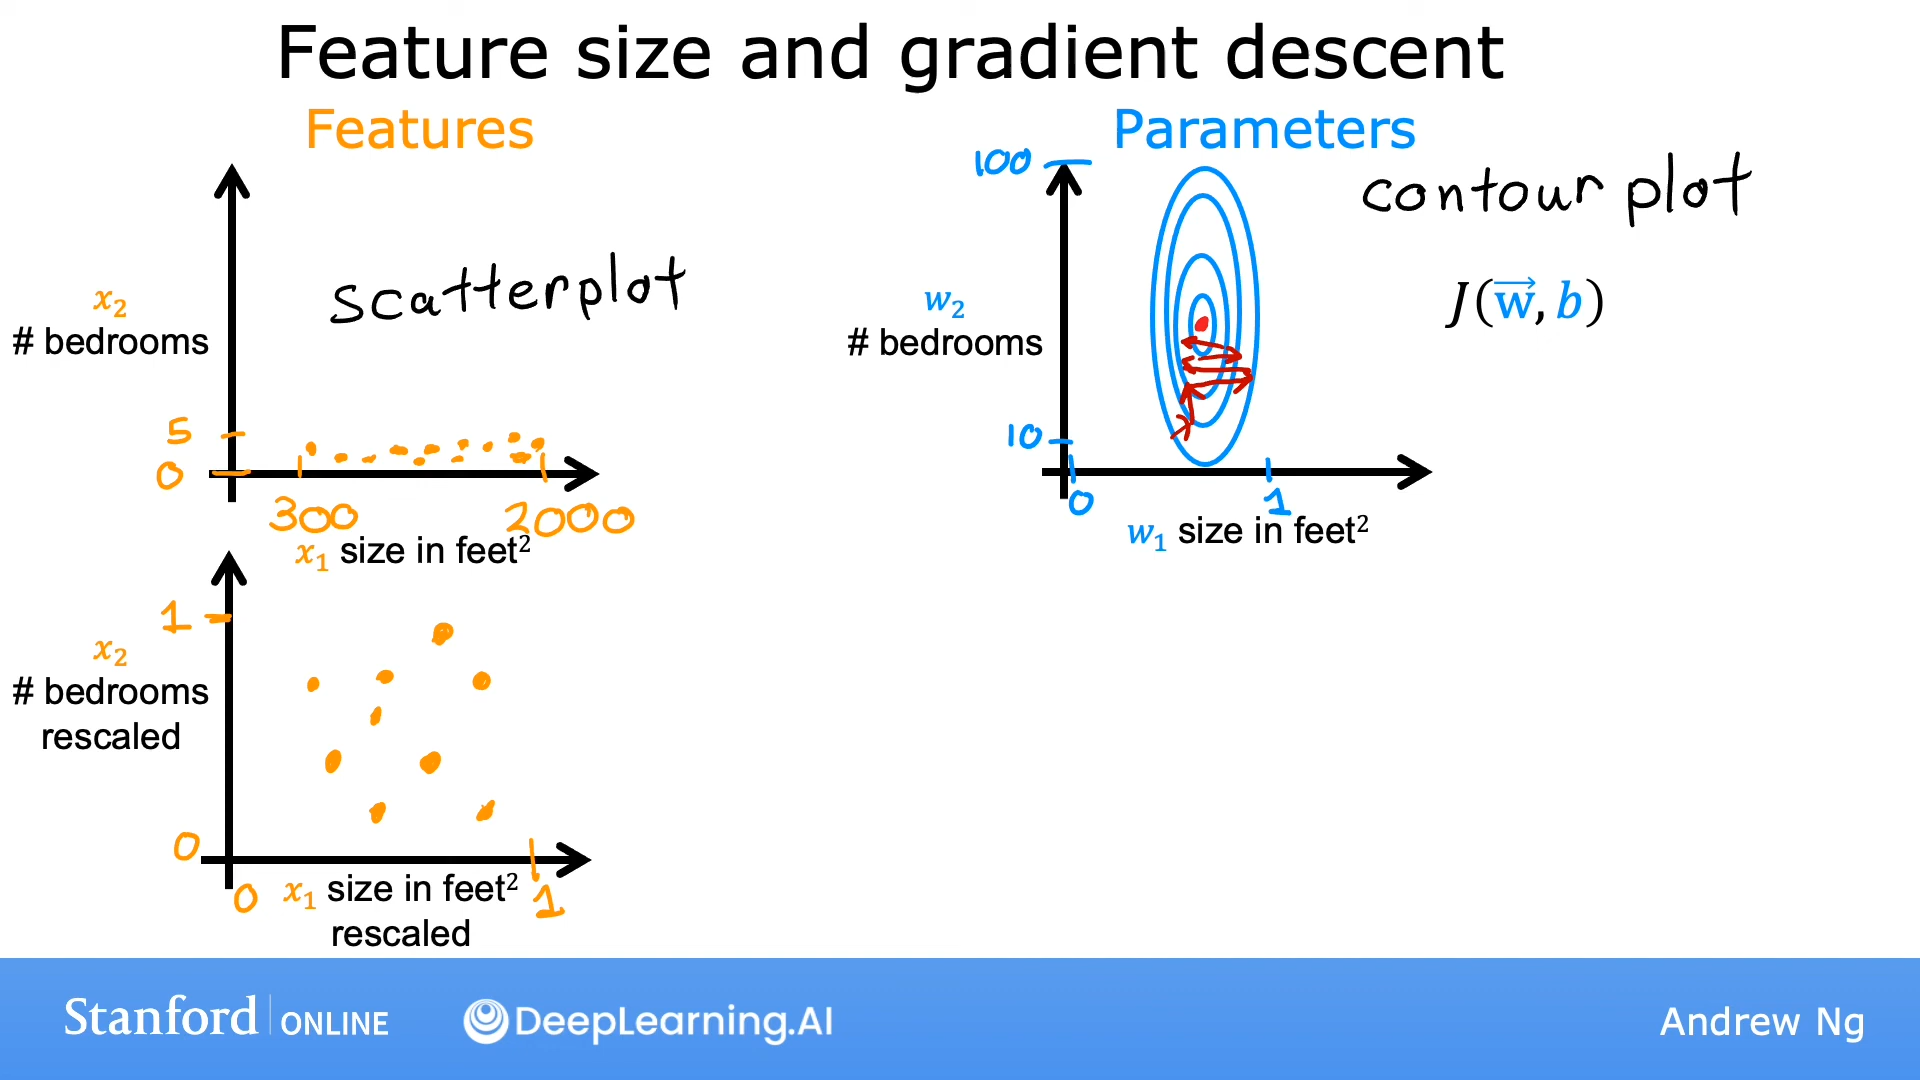 Feature size and gradient descent
Features
scatterplot
x₂
# bedrooms
5
0
300
2000
x₁ size in feet²
1
x₂
# bedrooms
rescaled
0
0
x₁ size in feet²
1
rescaled
Parameters
100
contour plot
J(w⃗, b)
w₂
# bedrooms
10
0
1
w₁ size in feet²
Stanford | ONLINE
DeepLearning.AI
Andrew Ng